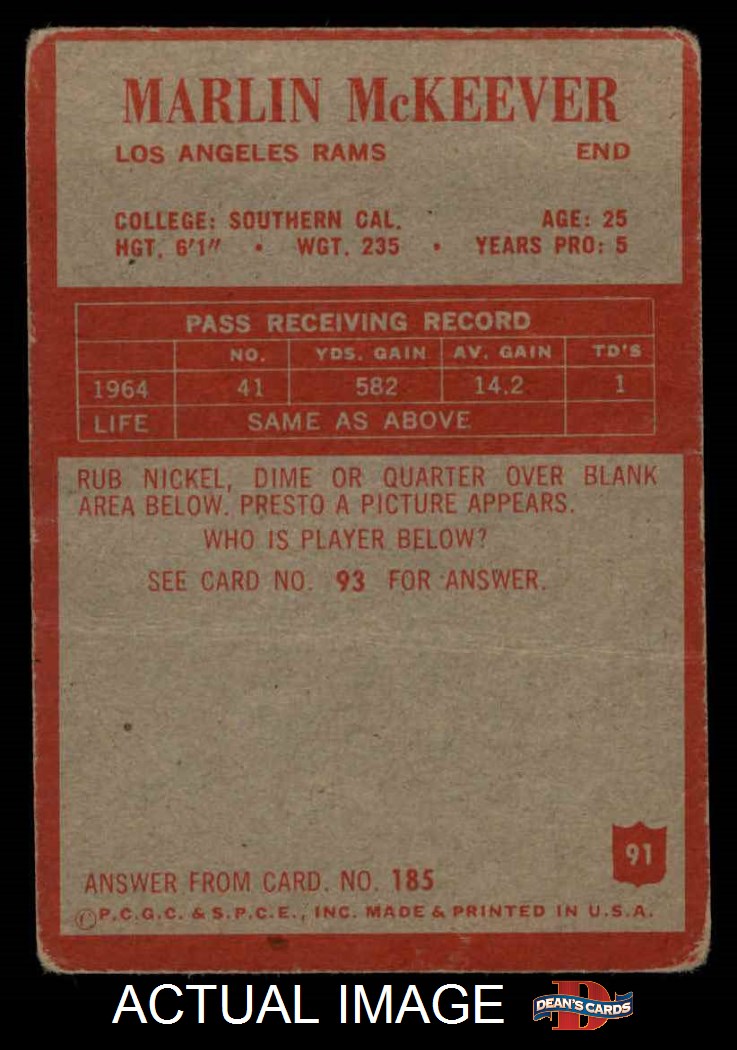 MARLIN McKEEVER
LOS ANGELES RAMS END
COLLEGE: SOUTHERN CAL. AGE: 25
HGT. 6'1" • WGT. 235 • YEARS PRO: 5
PASS RECEIVING RECORD
NO. YDS. GAIN AV. GAIN TD'S
1964 41 582 14.2 1
LIFE SAME AS ABOVE
RUB NICKEL, DIME OR QUARTER OVER BLANK
AREA BELOW. PRESTO A PICTURE APPEARS.
WHO IS PLAYER BELOW?
SEE CARD NO. 93 FOR ANSWER.
91
ANSWER FROM CARD. NO. 185
©P.C.G.C. & S.P.C.E., INC. MADE & PRINTED IN U.S.A.
ACTUAL IMAGE D DEAN'S CARDS